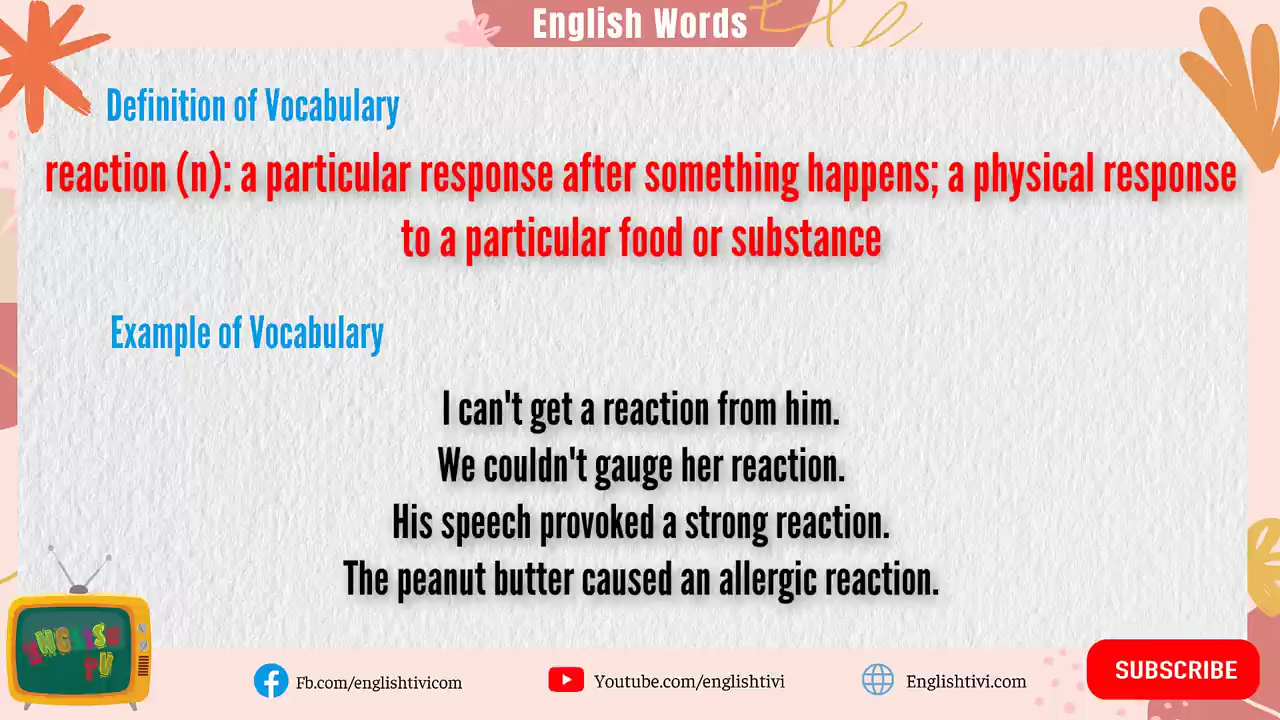 English Words
Definition of Vocabulary
reaction (n): a particular response after something happens; a physical response
to a particular food or substance
Example of Vocabulary
I can't get a reaction from him.
We couldn't gauge her reaction.
His speech provoked a strong reaction.
The peanut butter caused an allergic reaction.
ENGLISH
TV
Fb.com/englishtivicom
Youtube.com/englishtivi
Englishtivi.com
SUBSCRIBE